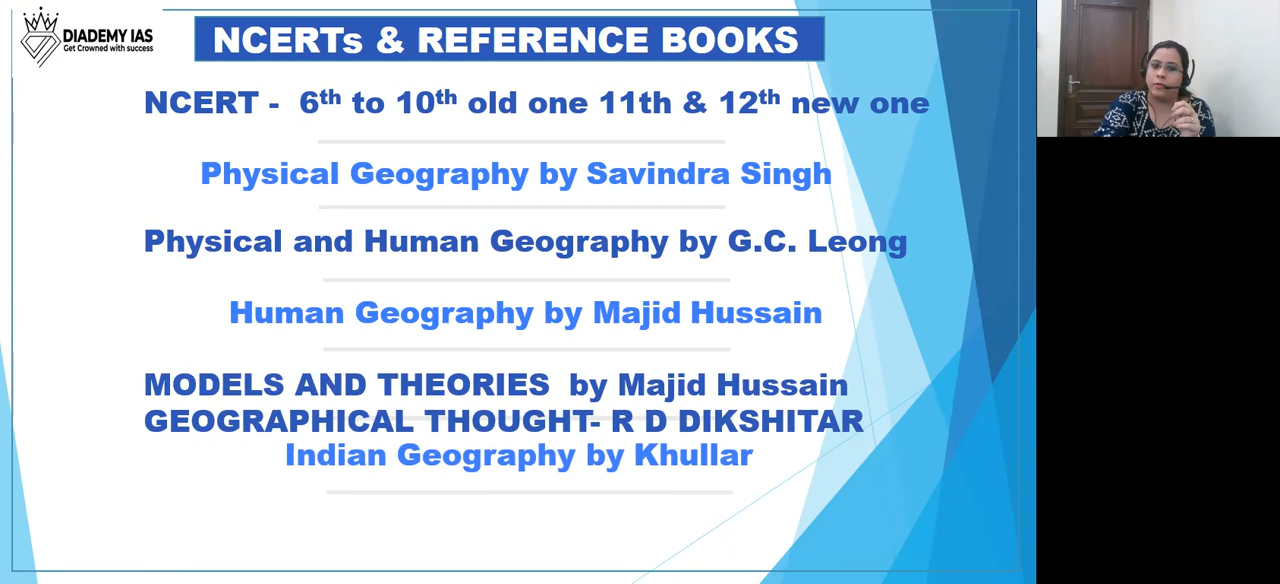 DIADEMY IAS
Get Crowned with success
NCERTs & REFERENCE BOOKS
NCERT - 6th to 10th old one 11th & 12th new one
Physical Geography by Savindra Singh
Physical and Human Geography by G.C. Leong
Human Geography by Majid Hussain
MODELS AND THEORIES by Majid Hussain
GEOGRAPHICAL THOUGHT- R D DIKSHITAR
Indian Geography by Khullar